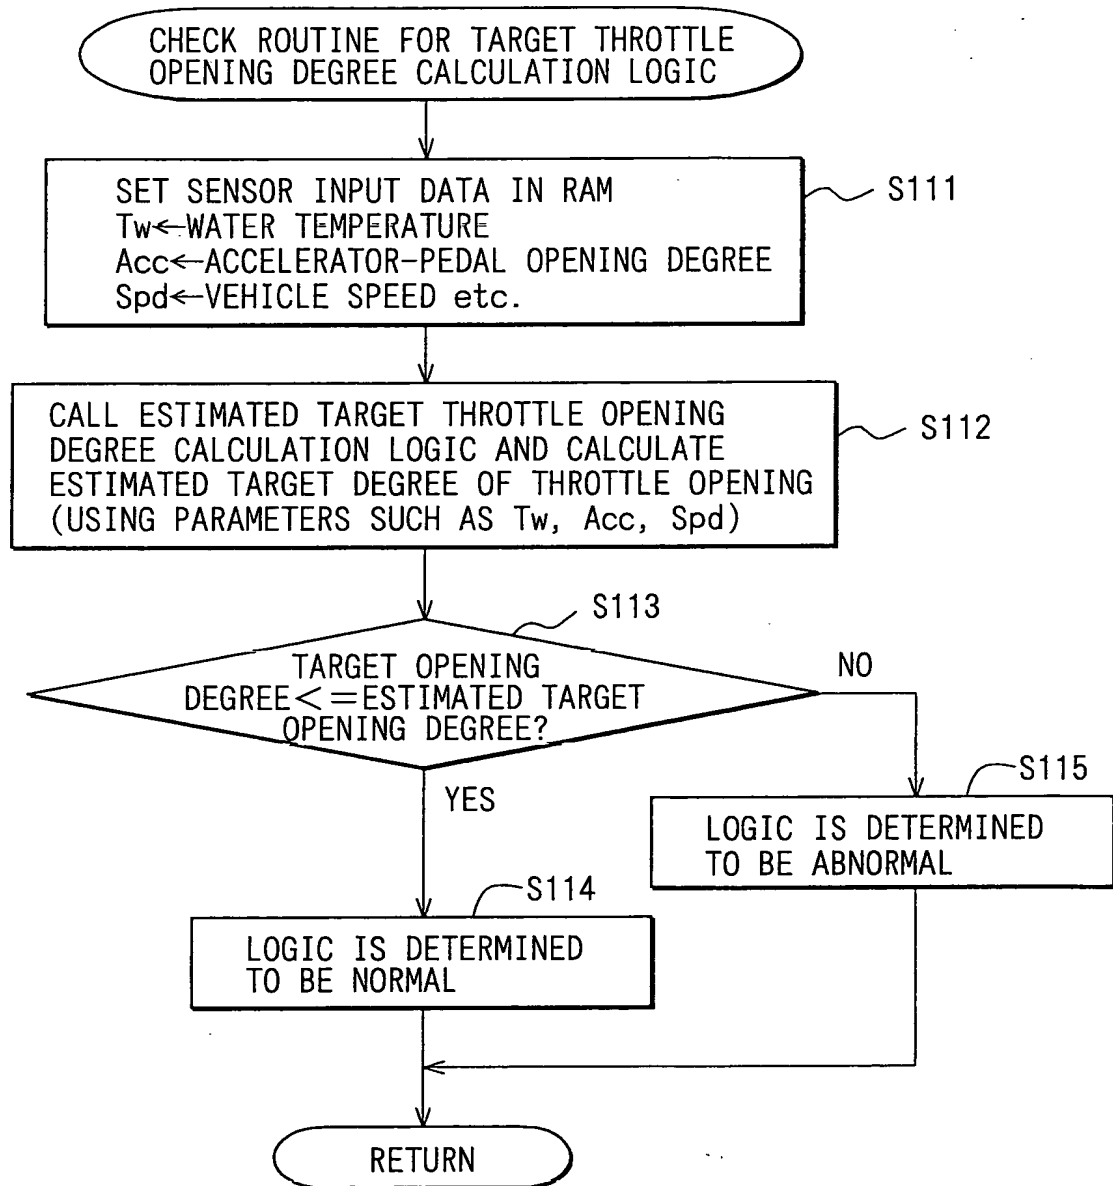 CHECK ROUTINE FOR TARGET THROTTLE
OPENING DEGREE CALCULATION LOGIC
SET SENSOR INPUT DATA IN RAM
Tw←WATER TEMPERATURE
Acc←ACCELERATOR-PEDAL OPENING DEGREE
Spd←VEHICLE SPEED etc.
S111
CALL ESTIMATED TARGET THROTTLE OPENING
DEGREE CALCULATION LOGIC AND CALCULATE
ESTIMATED TARGET DEGREE OF THROTTLE OPENING
(USING PARAMETERS SUCH AS Tw, Acc, Spd)
S112
S113
TARGET OPENING
DEGREE<=ESTIMATED TARGET
OPENING DEGREE?
NO
YES
S115
LOGIC IS DETERMINED
TO BE ABNORMAL
S114
LOGIC IS DETERMINED
TO BE NORMAL
RETURN